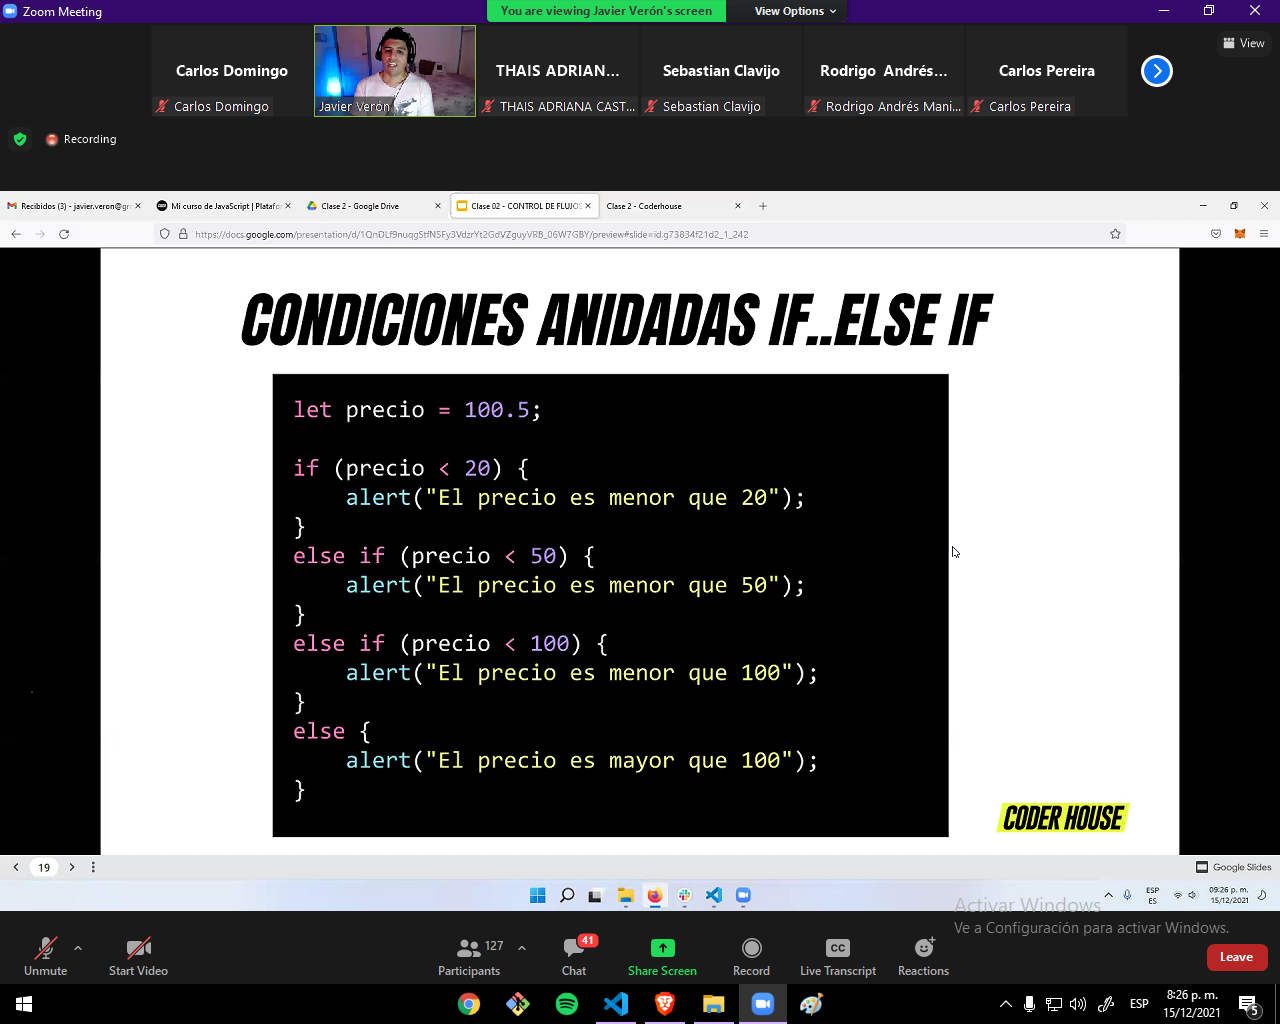 Zoom Meeting
You are viewing Javier Verón's screen
View Options
Carlos Domingo
THAIS ADRIAN...
Sebastian Clavijo
Rodrigo Andrés...
Carlos Pereira
View
Carlos Domingo
Javier Verón
THAIS ADRIANA CAST...
Sebastian Clavijo
Rodrigo Andrés Mani...
Carlos Pereira
Recording
Recibidos (3) - javier.veron@gr
Mi curso de JavaScript | Platafo
Clase 2 - Google Drive
Clase 02 - CONTROL DE FLUJOS
Clase 2 - Coderhouse
https://docs.google.com/presentation/d/1QnDLf9nuqgStfN5Fy3VdzrYt2GdVZguyVRB_06W7GBY/preview#slide=id.g73834f21d2_1_242
CONDICIONES ANIDADAS IF..ELSE IF
let precio = 100.5;
if (precio < 20) {
alert("El precio es menor que 20");
}
else if (precio < 50) {
alert("El precio es menor que 50");
}
else if (precio < 100) {
alert("El precio es menor que 100");
}
else {
alert("El precio es mayor que 100");
}
CODER HOUSE
19
Google Slides
ESP
ES
09:26 p. m.
15/12/2021
Activar Windows
Ve a Configuración para activar Windows.
Unmute
Start Video
127
Participants
41
Chat
Share Screen
Record
CC
Live Transcript
Reactions
Leave
ESP
8:26 p. m.
15/12/2021
5